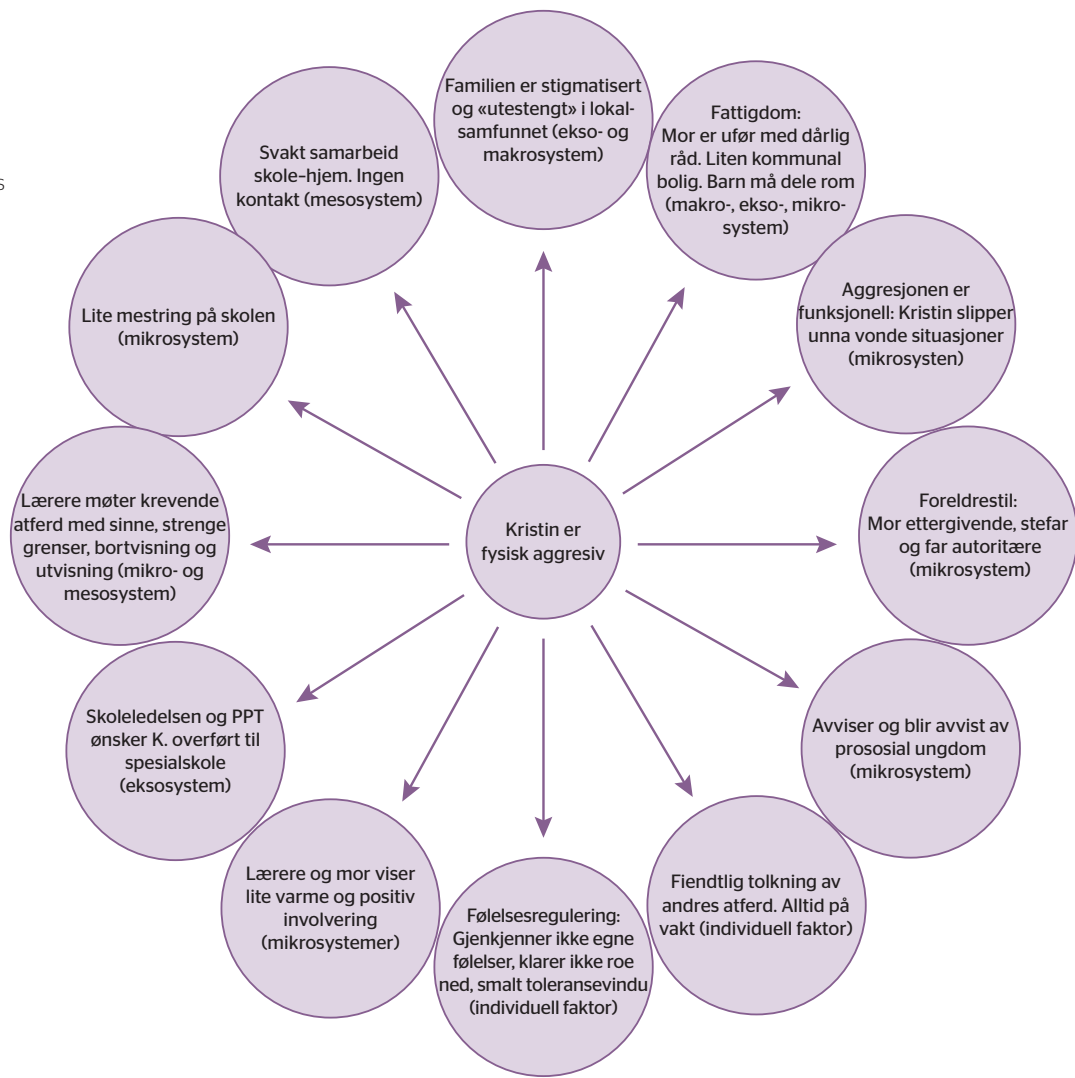 Familien er stigmatisert
og «utestengt» i lokal-
samfunnet (ekso- og
makrosystem)
Fattigdom:
Mor er ufør med dårlig
råd. Liten kommunal
bolig. Barn må dele rom
(makro-, ekso-, mikro-
system)
Aggresjonen er
funksjonell: Kristin slipper
unna vonde situasjoner
(mikrosysten)
Foreldrestil:
Mor ettergivende, stefar
og far autoritære
(mikrosystem)
Avviser og blir avvist av
prososial ungdom
(mikrosystem)
Fiendtlig tolkning av
andres atferd. Alltid på
vakt (individuell faktor)
Følelsesregulering:
Gjenkjenner ikke egne
følelser, klarer ikke roe
ned, smalt toleransevindu
(individuell faktor)
Lærere og mor viser
lite varme og positiv
involvering
(mikrosystemer)
Skoleledelsen og PPT
ønsker K. overført til
spesialskole
(eksosystem)
Lærere møter krevende
atferd med sinne, strenge
grenser, bortvisning og
utvisning (mikro- og
mesosystem)
Lite mestring på skolen
(mikrosystem)
Svakt samarbeid
skole–hjem. Ingen
kontakt (mesosystem)
Kristin er
fysisk aggresiv
s